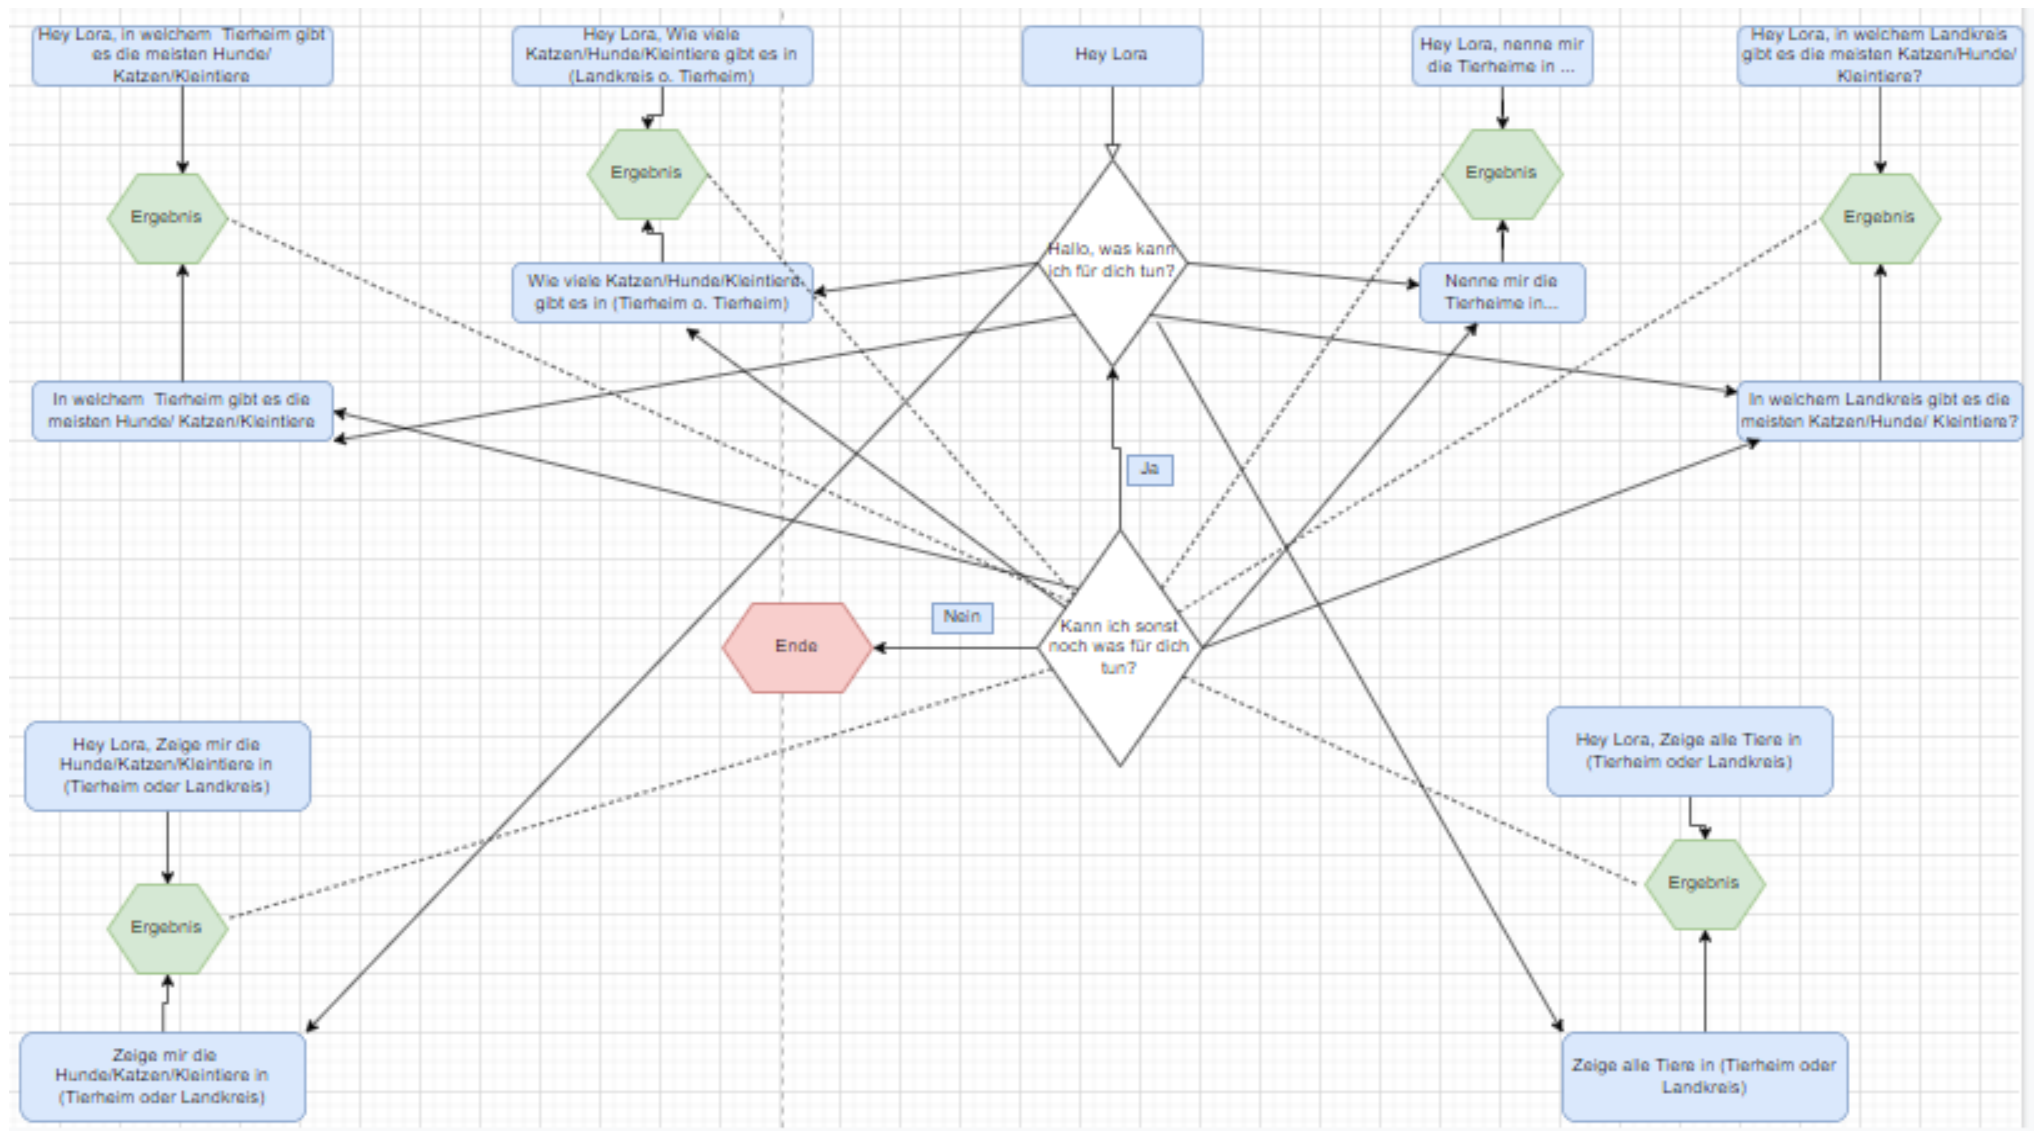 Hey Lora, in welchem  Tierheim gibt
es die meisten Hunde/
Katzen/Kleintiere
Hey Lora, Wie viele
Katzen/Hunde/Kleintiere gibt es in
(Landkreis o. Tierheim)
Hey Lora
Hey Lora, nenne mir
die Tierheime in ...
Hey Lora, in welchem Landkreis
gibt es die meisten Katzen/Hunde/
Kleintiere?
Ergebnis
Ergebnis
Ergebnis
Ergebnis
Hallo, was kann
ich für dich tun?
Wie viele Katzen/Hunde/Kleintiere
gibt es in (Tierheim o. Tierheim)
Nenne mir die
Tierheime in...
In welchem  Tierheim gibt es die
meisten Hunde/ Katzen/Kleintiere
In welchem Landkreis gibt es die
meisten Katzen/Hunde/ Kleintiere?
Ja
Nein
Ende
Kann ich sonst
noch was für dich
tun?
Hey Lora, Zeige mir die
Hunde/Katzen/Kleintiere in
(Tierheim oder Landkreis)
Hey Lora, Zeige alle Tiere in
(Tierheim oder Landkreis)
Ergebnis
Ergebnis
Zeige mir die
Hunde/Katzen/Kleintiere in
(Tierheim oder Landkreis)
Zeige alle Tiere in (Tierheim oder
Landkreis)